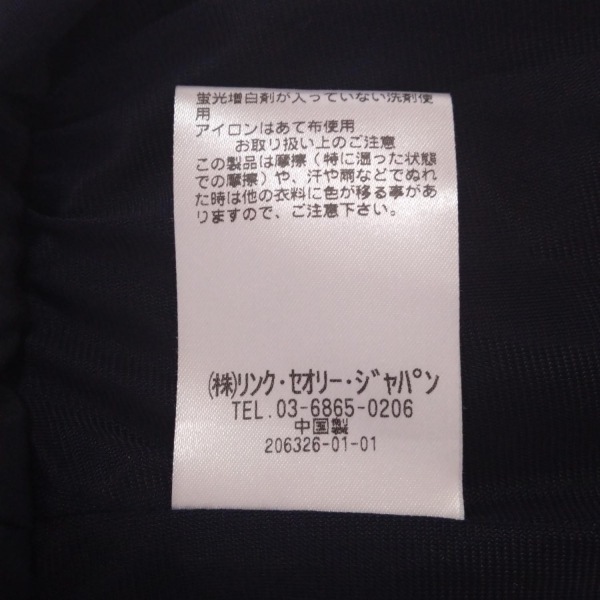 蛍光増白剤が入っていない洗剤使
用
アイロンはあて布使用
お取り扱い上のご注意
この製品は摩擦（特に湿った状態
での摩擦）や、汗や雨などでぬれ
た時は他の衣料に色が移る事があ
りますので、ご注意下さい。
㈱リンク・セオリー・ジャパン
TEL.03-6865-0206
中国製
206326-01-01